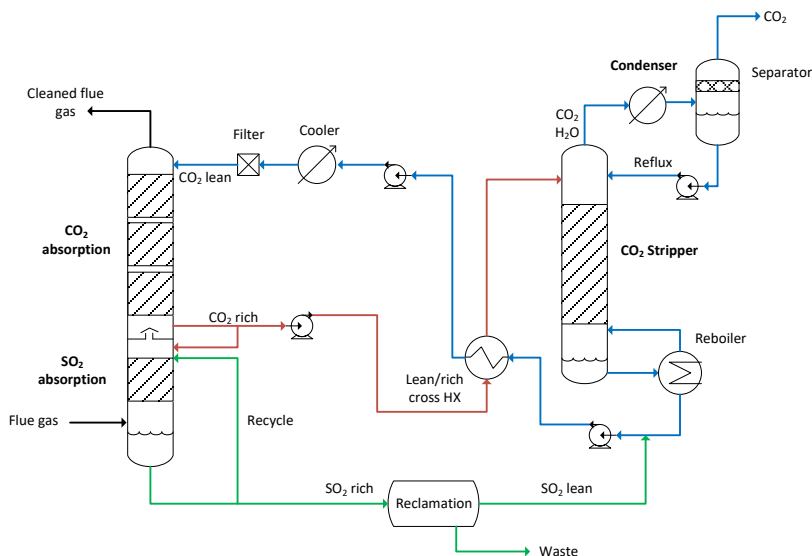 CO₂
Condenser
Separator
Cleaned flue
gas
CO₂
H₂O
Filter
Cooler
CO₂ lean
Reflux
CO₂
absorption
CO₂ Stripper
CO₂ rich
SO₂
absorption
Lean/rich
cross HX
Reboiler
Flue gas
Recycle
SO₂ rich
Reclamation
SO₂ lean
Waste